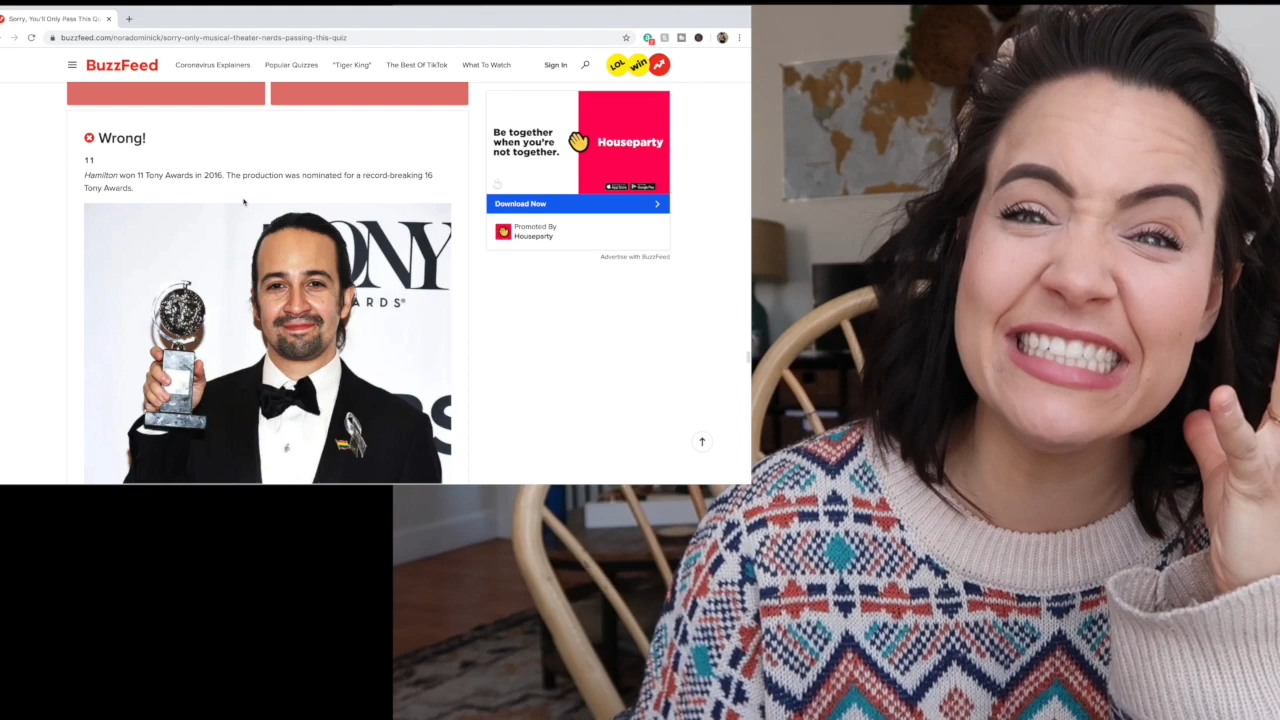 Sorry, You'll Only Pass This Qu
buzzfeed.com/noradominick/sorry-only-musical-theater-nerds-passing-this-quiz
BuzzFeed
Coronavirus Explainers
Popular Quizzes
"Tiger King"
The Best Of TikTok
What To Watch
Sign In
LOL
win
Wrong!
11
Hamilton won 11 Tony Awards in 2016. The production was nominated for a record-breaking 16
Tony Awards.
TONY
AWARDS®
Be together
when you're
not together.
Houseparty
Download Now
Promoted By
Houseparty
Advertise with BuzzFeed